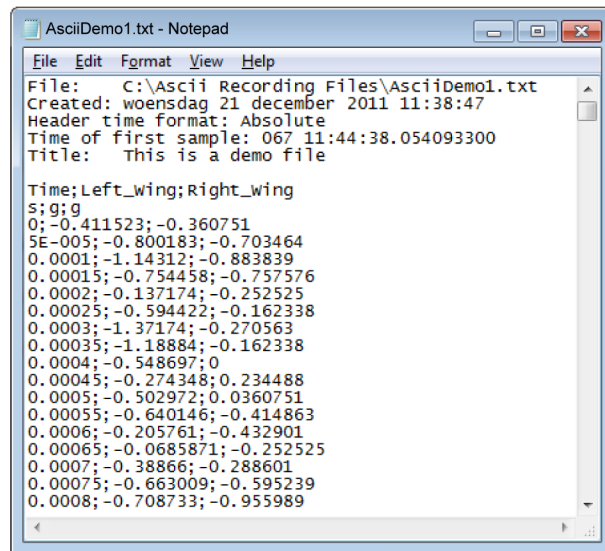 AsciiDemo1.txt - Notepad
File Edit Format View Help
File: C:\Ascii Recording Files\AsciiDemo1.txt
Created: woensdag 21 december 2011 11:38:47
Header time format: Absolute
Time of first sample: 067 11:44:38.054093300
Title: This is a demo file
Time;Left_Wing;Right_Wing
s;g;g
0;-0.411523;-0.360751
5E-005;-0.800183;-0.703464
0.0001;-1.14312;-0.883839
0.00015;-0.754458;-0.757576
0.0002;-0.137174;-0.252525
0.00025;-0.594422;-0.162338
0.0003;-1.37174;-0.270563
0.00035;-1.18884;-0.162338
0.0004;-0.548697;0
0.00045;-0.274348;0.234488
0.0005;-0.502972;0.0360751
0.00055;-0.640146;-0.414863
0.0006;-0.205761;-0.432901
0.00065;-0.0685871;-0.252525
0.0007;-0.38866;-0.288601
0.00075;-0.663009;-0.595239
0.0008;-0.708733;-0.955989